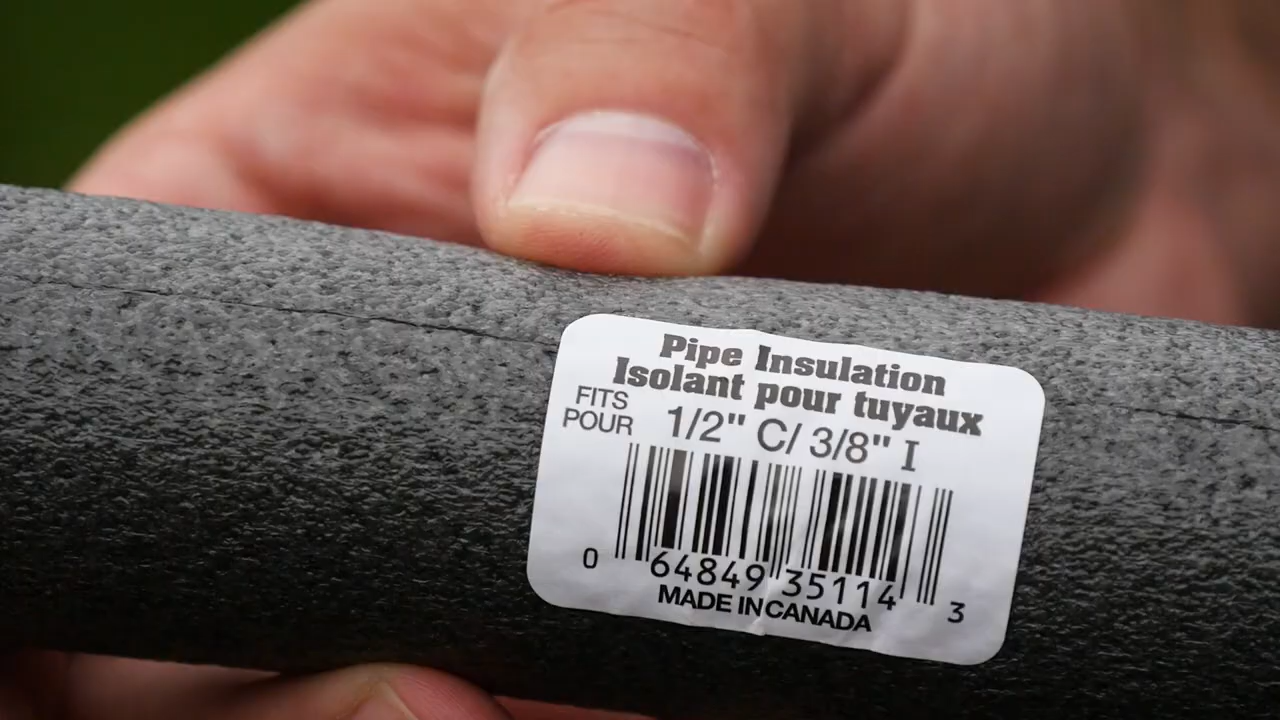 Pipe Insulation
Isolant pour tuyaux
FITS
POUR
1/2" C/ 3/8" I
0 64849 35114 3
MADE IN CANADA